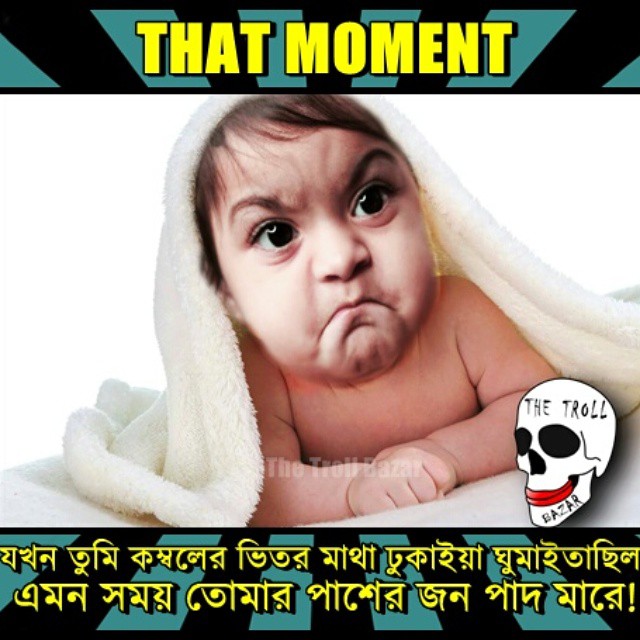 THAT MOMENT
THE TROLL
BAZAR
The Troll Bazar
যখন তুমি কম্বলের ভিতর মাথা ঢুকাইয়া ঘুমাইতাছিল
এমন সময় তোমার পাশের জন পাদ মারে!